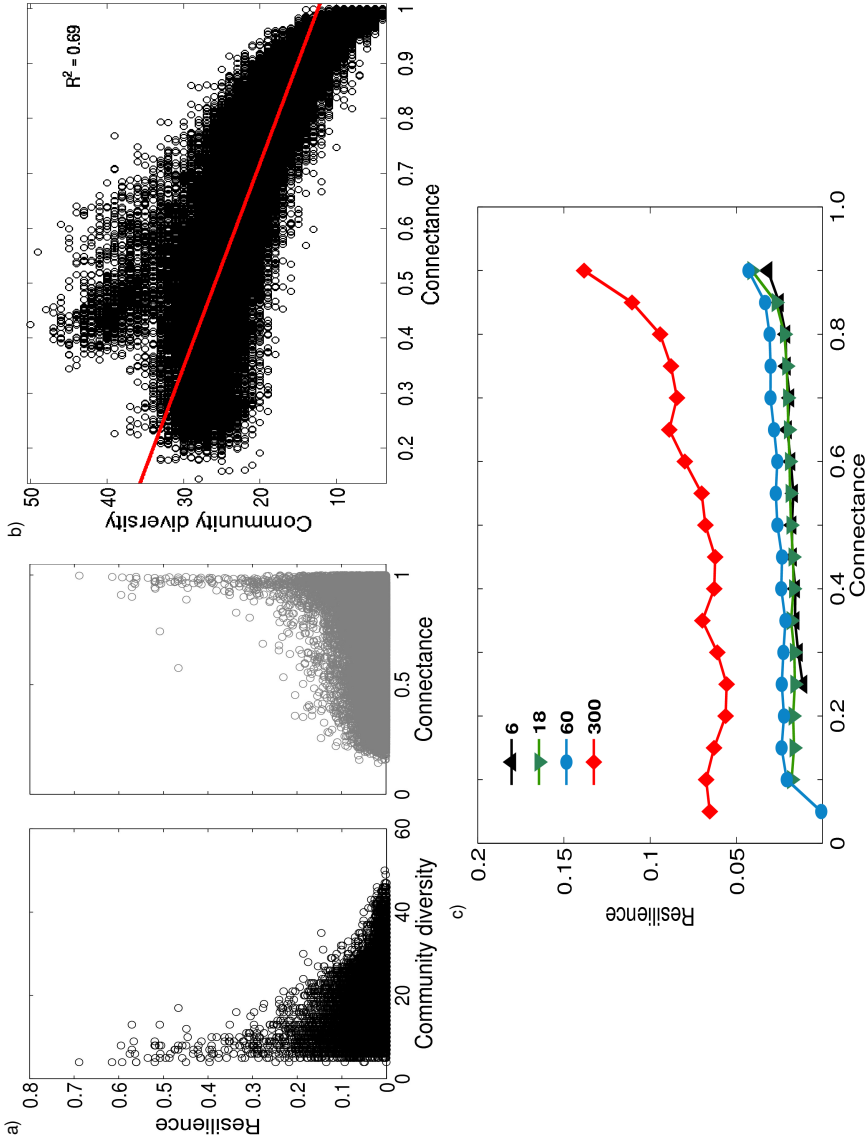 a)
Resilience
0.8
0.7
0.6
0.5
0.4
0.3
0.2
0.1
0
0 20 40 60
Community diversity
0 0.5 1
Connectance
b)
Community diversity
50
40
30
20
10
0.2 0.3 0.4 0.5 0.6 0.7 0.8 0.9 1
Connectance
R² = 0.69
c)
Resilience
0.2
0.15
0.1
0.05
0 0.2 0.4 0.6 0.8 1.0
Connectance
6
18
60
300